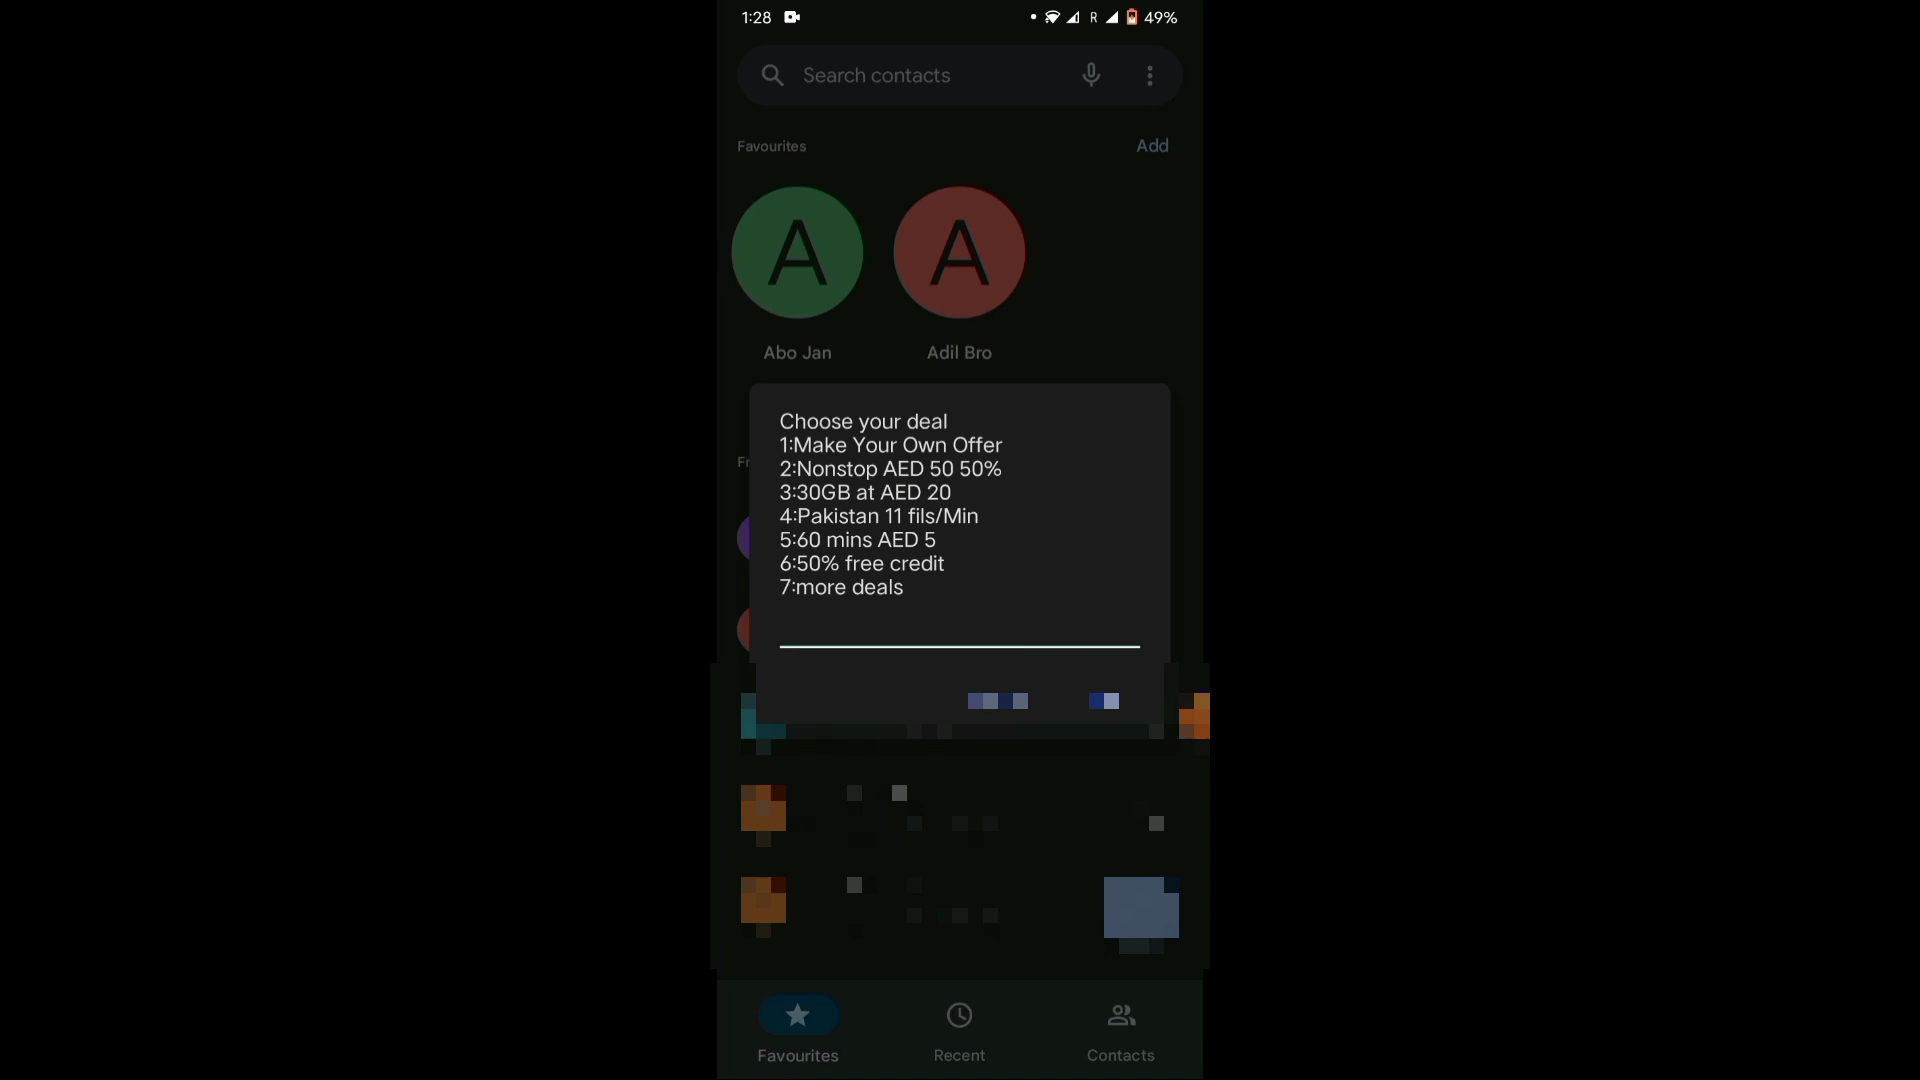 1:28
R
49%
Search contacts
Favourites
Add
A
A
Abo Jan
Adil Bro
Choose your deal
1:Make Your Own Offer
2:Nonstop AED 50 50%
3:30GB at AED 20
4:Pakistan 11 fils/Min
5:60 mins AED 5
6:50% free credit
7:more deals
Fr
Favourites
Recent
Contacts